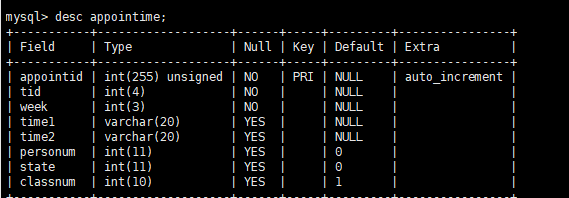 mysql> desc appointime;
+-----------+------------------+------+-----+---------+----------------+
| Field     | Type             | Null | Key | Default | Extra          |
+-----------+------------------+------+-----+---------+----------------+
| appointid | int(255) unsigned | NO   | PRI | NULL    | auto_increment |
| tid       | int(4)           | NO   |     | NULL    |                |
| week      | int(3)           | NO   |     | NULL    |                |
| time1     | varchar(20)      | YES  |     | NULL    |                |
| time2     | varchar(20)      | YES  |     | NULL    |                |
| personum  | int(11)          | YES  |     | 0       |                |
| state     | int(11)          | YES  |     | 0       |                |
| classnum  | int(10)          | YES  |     | 1       |                |
+-----------+------------------+------+-----+---------+----------------+